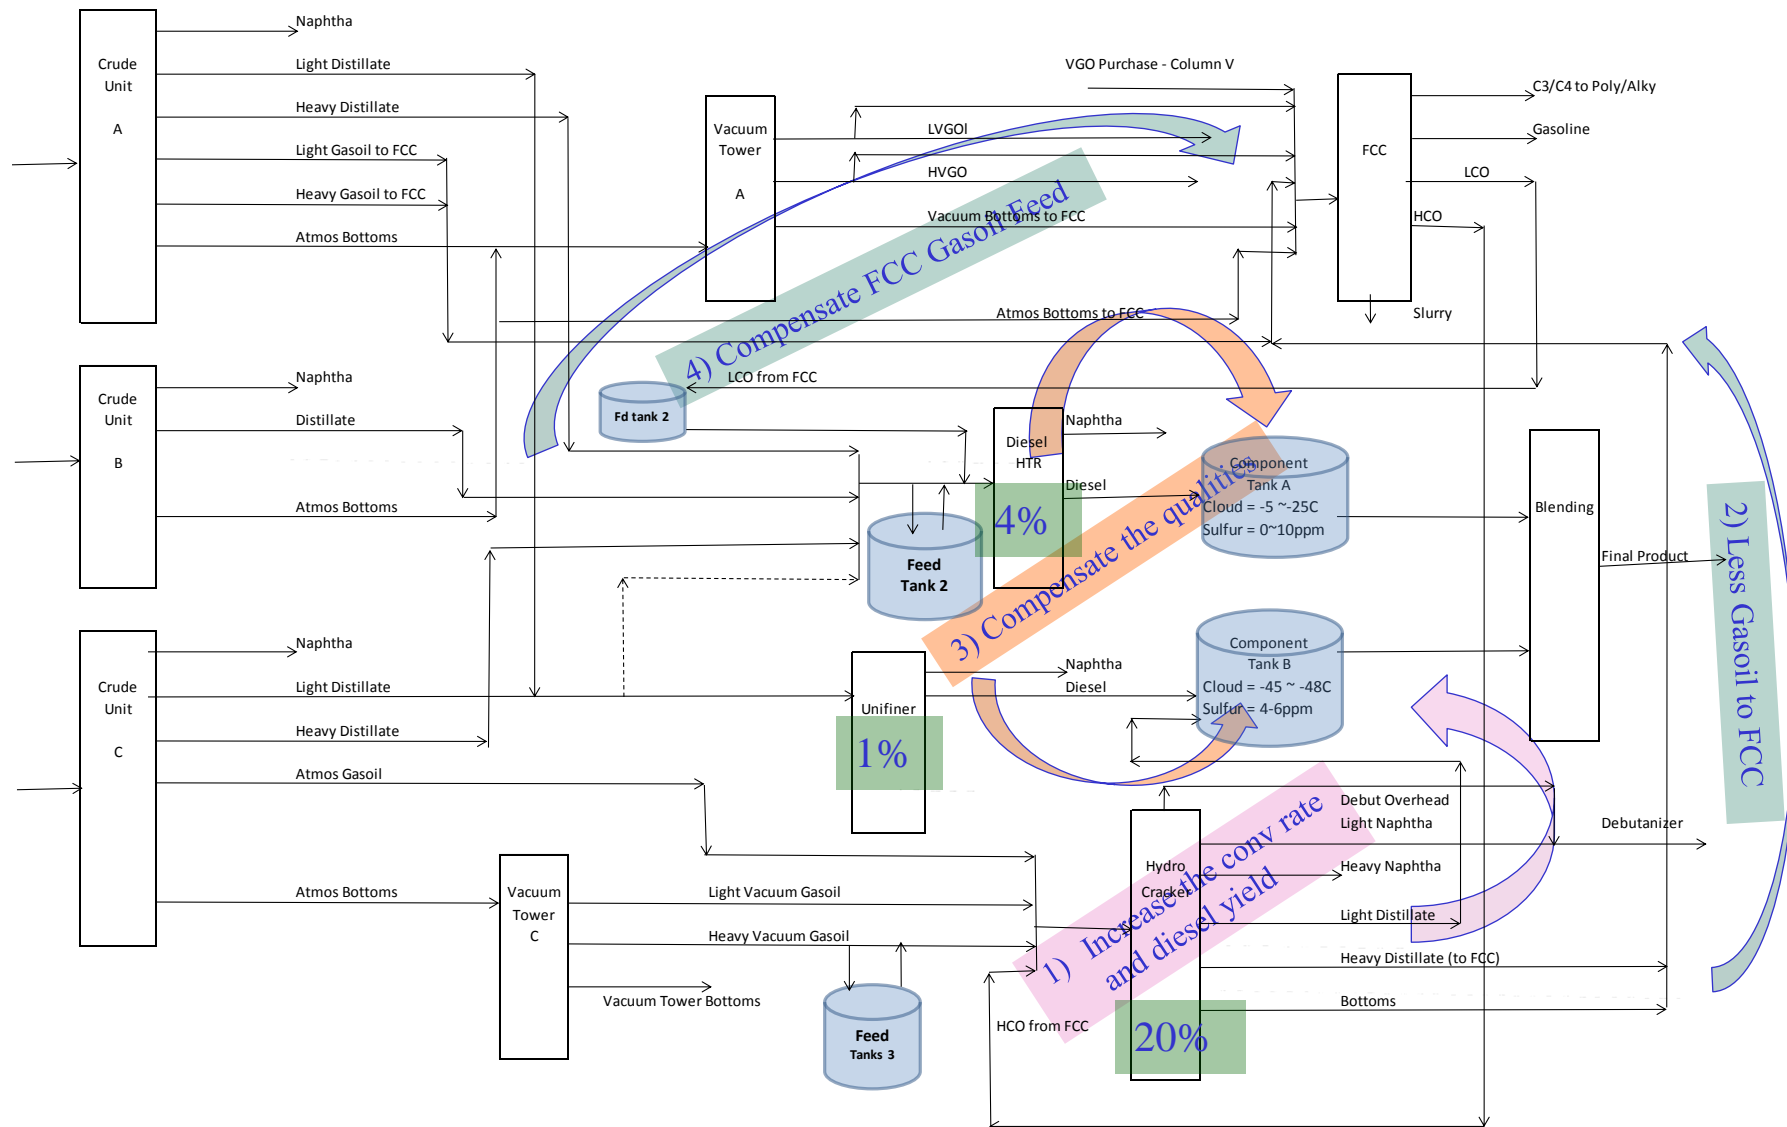 Naphtha
Crude
Unit
A
Light Distillate
Heavy Distillate
Light Gasoil to FCC
Heavy Gasoil to FCC
Atmos Bottoms
VGO Purchase - Column V
Vacuum
Tower
A
LVGOl
HVGO
Vacuum Bottoms to FCC
Atmos Bottoms to FCC
FCC
C3/C4 to Poly/Alky
Gasoline
LCO
HCO
Slurry
4) Compensate FCC Gasoil Feed
LCO from FCC
Fd tank 2
Naphtha
Crude
Unit
B
Distillate
Atmos Bottoms
Diesel
HTR
4%
Naphtha
Diesel
Feed
Tank 2
Component
Tank A
Cloud = -5 ~-25C
Sulfur = 0~10ppm
Blending
Final Product
2) Less Gasoil to FCC
3) Compensate the qualities
Naphtha
Crude
Unit
C
Light Distillate
Heavy Distillate
Atmos Gasoil
Atmos Bottoms
Unifiner
1%
Naphtha
Diesel
Component
Tank B
Cloud = -45 ~ -48C
Sulfur = 4-6ppm
Vacuum
Tower
C
Light Vacuum Gasoil
Heavy Vacuum Gasoil
Vacuum Tower Bottoms
Feed
Tanks 3
HCO from FCC
1) Increase the conv rate
and diesel yield
Hydro
Cracker
20%
Debut Overhead
Light Naphtha
Debutanizer
Heavy Naphtha
Light Distillate
Heavy Distillate (to FCC)
Bottoms